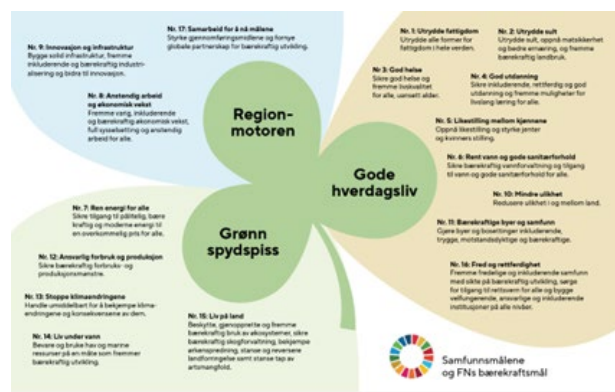 Nr. 17: Samarbeid for å nå målene
Styrke gjennomføringsmidlene og fornye
globale partnerskap for bærekraftig utvikling.
Nr. 9: Innovasjon og infrastruktur
Bygge solid infrastruktur, fremme
inkluderende og bærekraftig industri-
alisering og bidra til innovasjon.
Nr. 8: Anstendig arbeid
og økonomisk vekst
Fremme varig, inkluderende
og bærekraftig økonomisk vekst,
full sysselsetting og anstendig
arbeid for alle.
Region-
motoren
Nr. 1: Utrydde fattigdom
Utrydde alle former for
fattigdom i hele verden.
Nr. 2: Utrydde sult
Utrydde sult, oppnå matsikkerhet
og bedre ernæring, og fremme
bærekraftig landbruk.
Nr. 3: God helse
Sikre god helse og
fremme livskvalitet
for alle, uansett alder.
Nr. 4: God utdanning
Sikre inkluderende, rettferdig og god
utdanning og fremme muligheter for
livslang læring for alle.
Nr. 5: Likestilling mellom kjønnene
Oppnå likestilling og styrke jenter
og kvinners stilling.
Gode
hverdagsliv
Nr. 6: Rent vann og gode sanitærforhold
Sikre bærekraftig vannforvaltning og tilgang
til vann og gode sanitærforhold for alle.
Nr. 10: Mindre ulikhet
Redusere ulikhet i og mellom land.
Nr. 11: Bærekraftige byer og samfunn
Gjøre byer og bosettinger inkluderende,
trygge, motstandsdyktige og bærekraftige.
Nr. 16: Fred og rettferdighet
Fremme fredelige og inkluderende samfunn
med sikte på bærekraftig utvikling, sørge
for tilgang til rettsvern for alle og bygge
velfungerende, ansvarlige og inkluderende
institusjoner på alle nivåer.
Nr. 7: Ren energi for alle
Sikre tilgang til pålitelig, bære
kraftig og moderne energi til
en overkommelig pris for alle.
Grønn
spydspiss
Nr. 12: Ansvarlig forbruk og produksjon
Sikre bærekraftig forbruks- og
produksjonsmønstre.
Nr. 13: Stoppe klimaendringene
Handle umiddelbart for å bekjempe klima-
endringene og konsekvensene av dem.
Nr. 14: Liv under vann
Bevare og bruke hav og marine
ressurser på en måte som fremmer
bærekraftig utvikling.
Nr. 15: Liv på land
Beskytte, gjenopprette og fremme
bærekraftig bruk av økosystemer, sikre
bærekraftig skogforvaltning, bekjempe
ørkenspredning, stanse og reversere
landforringelse samt stanse tap av
artsmangfold.
Samfunnsmålene
og FNs bærekraftsmål